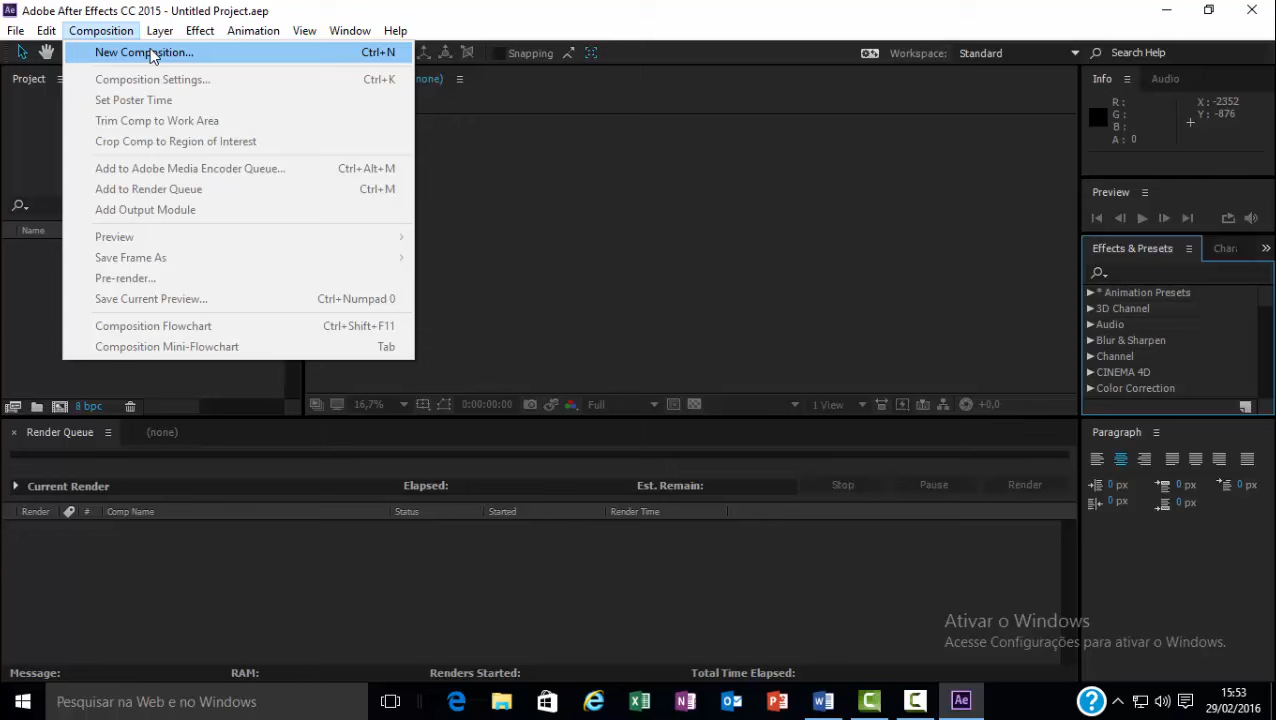 Ae Adobe After Effects CC 2015 - Untitled Project.aep
File Edit Composition Layer Effect Animation View Window Help
New Composition... Ctrl+N
Snapping Workspace: Standard Search Help
Project none) Info Audio
Composition Settings... Ctrl+K
Set Poster Time
R: X: -2352
G: Y: -876
B:
A: 0
Trim Comp to Work Area
Crop Comp to Region of Interest
Add to Adobe Media Encoder Queue... Ctrl+Alt+M
Add to Render Queue Ctrl+M
Preview
Add Output Module
Name
Preview
Effects & Presets Char
Save Frame As
Pre-render...
Save Current Preview... Ctrl+Numpad 0
* Animation Presets
3D Channel
Composition Flowchart Ctrl+Shift+F11
Audio
Composition Mini-Flowchart Tab
Blur & Sharpen
Channel
CINEMA 4D
Color Correction
8 bpc 16,7% 0:00:00:00 Full 1 View +0,0
Render Queue (none) Paragraph
Current Render Elapsed: Est. Remain: Stop Pause Render
0 px 0 px 0 px
0 px 0 px
Render # Comp Name Status Started Render Time
Ativar o Windows
Acesse Configurações para ativar o Windows.
Message: RAM: Renders Started: Total Time Elapsed:
Pesquisar na Web e no Windows
Ae
15:53
29/02/2016